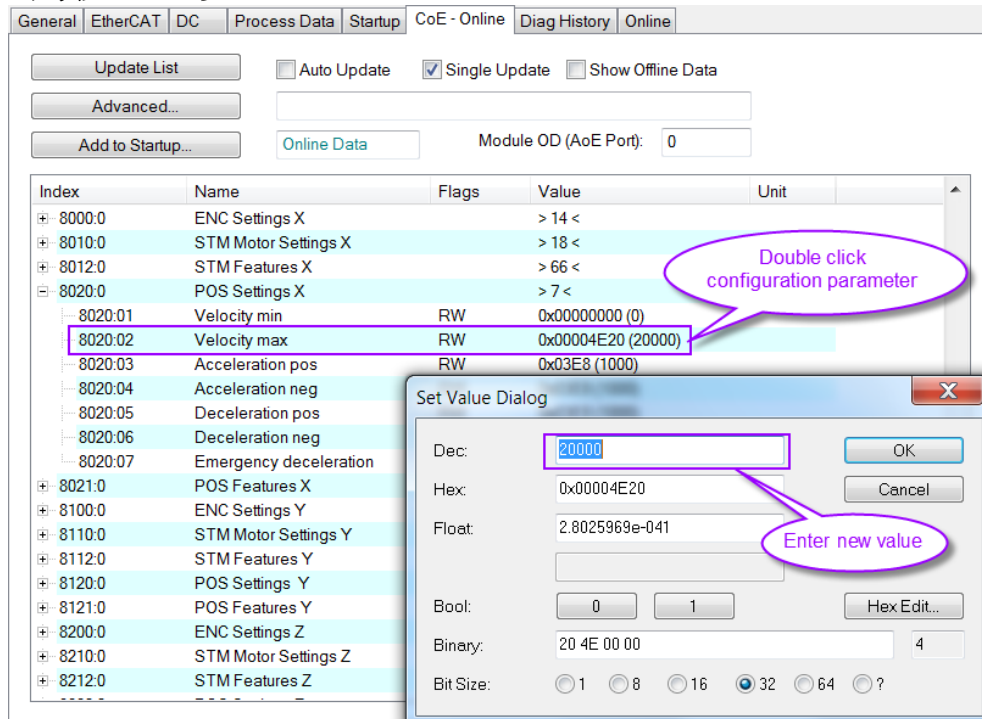 General EtherCAT DC Process Data Startup CoE - Online Diag History Online
Update List Auto Update Single Update Show Offline Data
Advanced...
Add to Startup... Online Data Module OD (AoE Port): 0
Index Name Flags Value Unit
8000:0 ENC Settings X > 14 <
8010:0 STM Motor Settings X > 18 <
8012:0 STM Features X > 66 <
8020:0 POS Settings X > 7 <
Double click
configuration parameter
8020:01 Velocity min RW 0x00000000 (0)
8020:02 Velocity max RW 0x00004E20 (20000)
8020:03 Acceleration pos RW 0x03E8 (1000)
8020:04 Acceleration neg
8020:05 Deceleration pos
8020:06 Deceleration neg
8020:07 Emergency deceleration
8021:0 POS Features X
8100:0 ENC Settings Y
8110:0 STM Motor Settings Y
8112:0 STM Features Y
8120:0 POS Settings Y
8121:0 POS Features Y
8200:0 ENC Settings Z
8210:0 STM Motor Settings Z
8212:0 STM Features Z
Set Value Dialog X
Dec: 20000 OK
Hex: 0x00004E20 Cancel
Float: 2.8025969e-041
Enter new value
Bool: 0 1 Hex Edit...
Binary: 20 4E 00 00 4
Bit Size: 1 8 16 32 64 ?